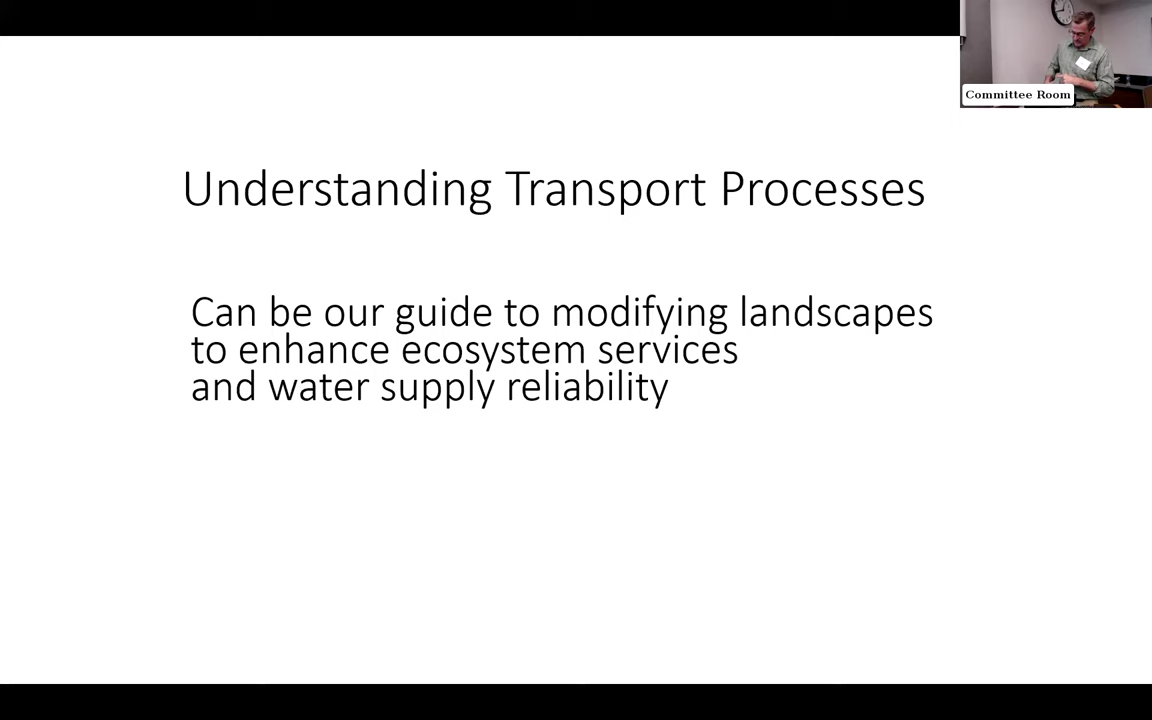 Committee Room
Understanding Transport Processes
Can be our guide to modifying landscapes
to enhance ecosystem services
and water supply reliability